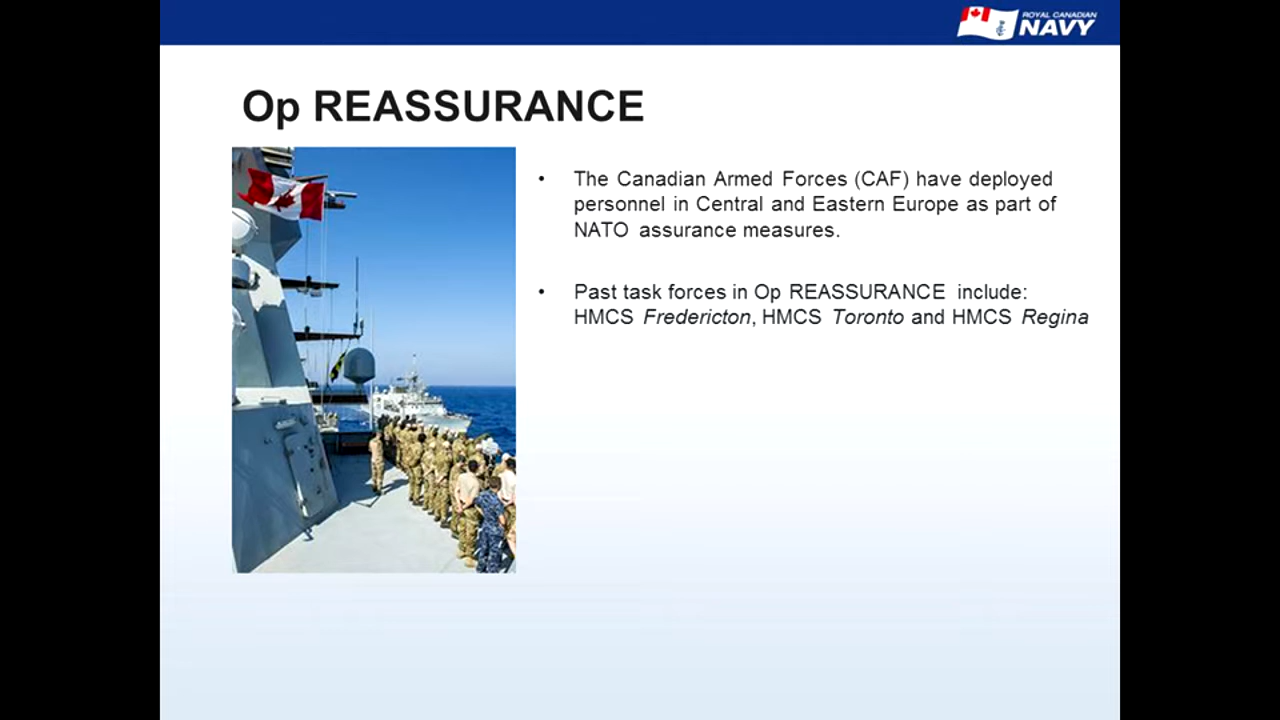 ROYAL CANADIAN
NAVY
Op REASSURANCE
• The Canadian Armed Forces (CAF) have deployed
personnel in Central and Eastern Europe as part of
NATO assurance measures.
• Past task forces in Op REASSURANCE include:
HMCS Fredericton, HMCS Toronto and HMCS Regina